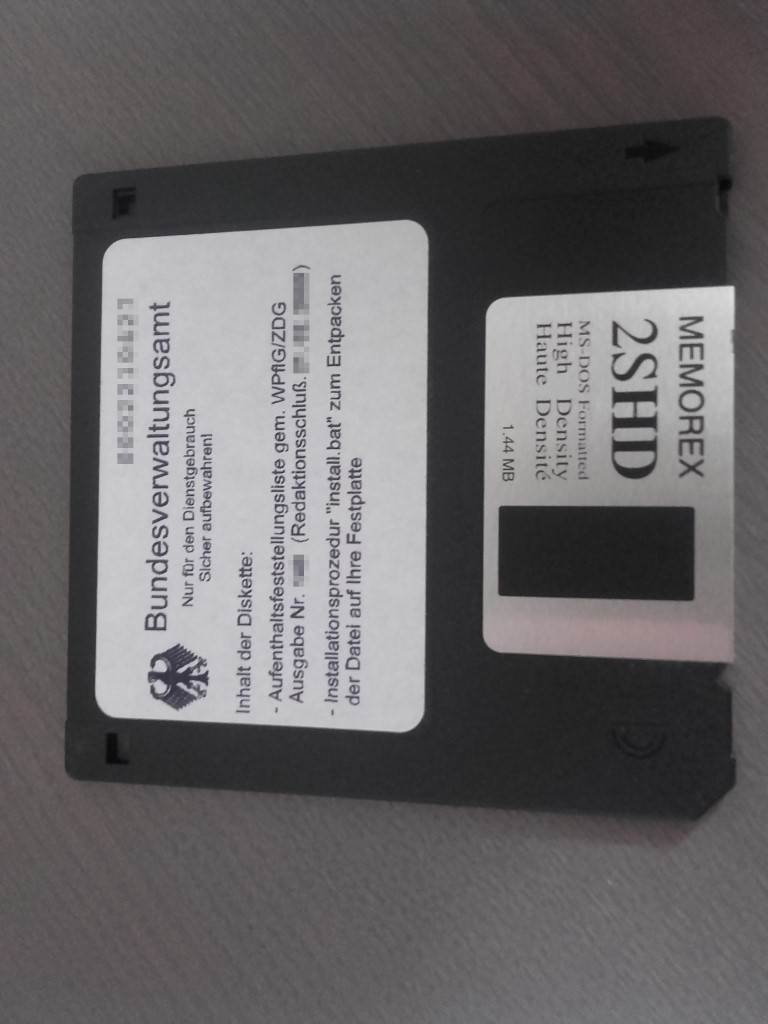 Bundesverwaltungsamt
Nur für den Dienstgebrauch
Sicher aufbewahren!
Inhalt der Diskette:
- Aufenthaltsfeststellungsliste gem. WPflG/ZDG
Ausgabe Nr. (Redaktionsschluß. )
- Installationsprozedur "install.bat" zum Entpacken
der Datei auf Ihre Festplatte
MEMOREX
2SHD
MS-DOS Formatted
High Density
Haute Densité
1.44 MB